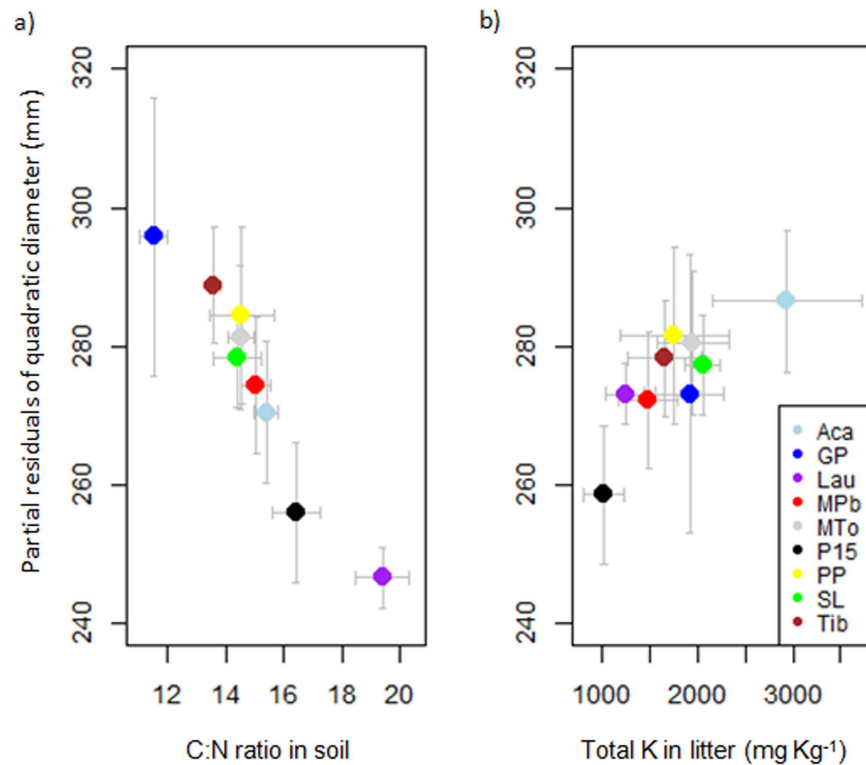 a)
b)
Partial residuals of quadratic diameter (mm)
320
300
280
260
240
12 14 16 18 20
C:N ratio in soil
320
300
280
260
240
1000 2000 3000
Total K in litter (mg Kg⁻¹)
Aca
GP
Lau
MPb
MTo
P15
PP
SL
Tib